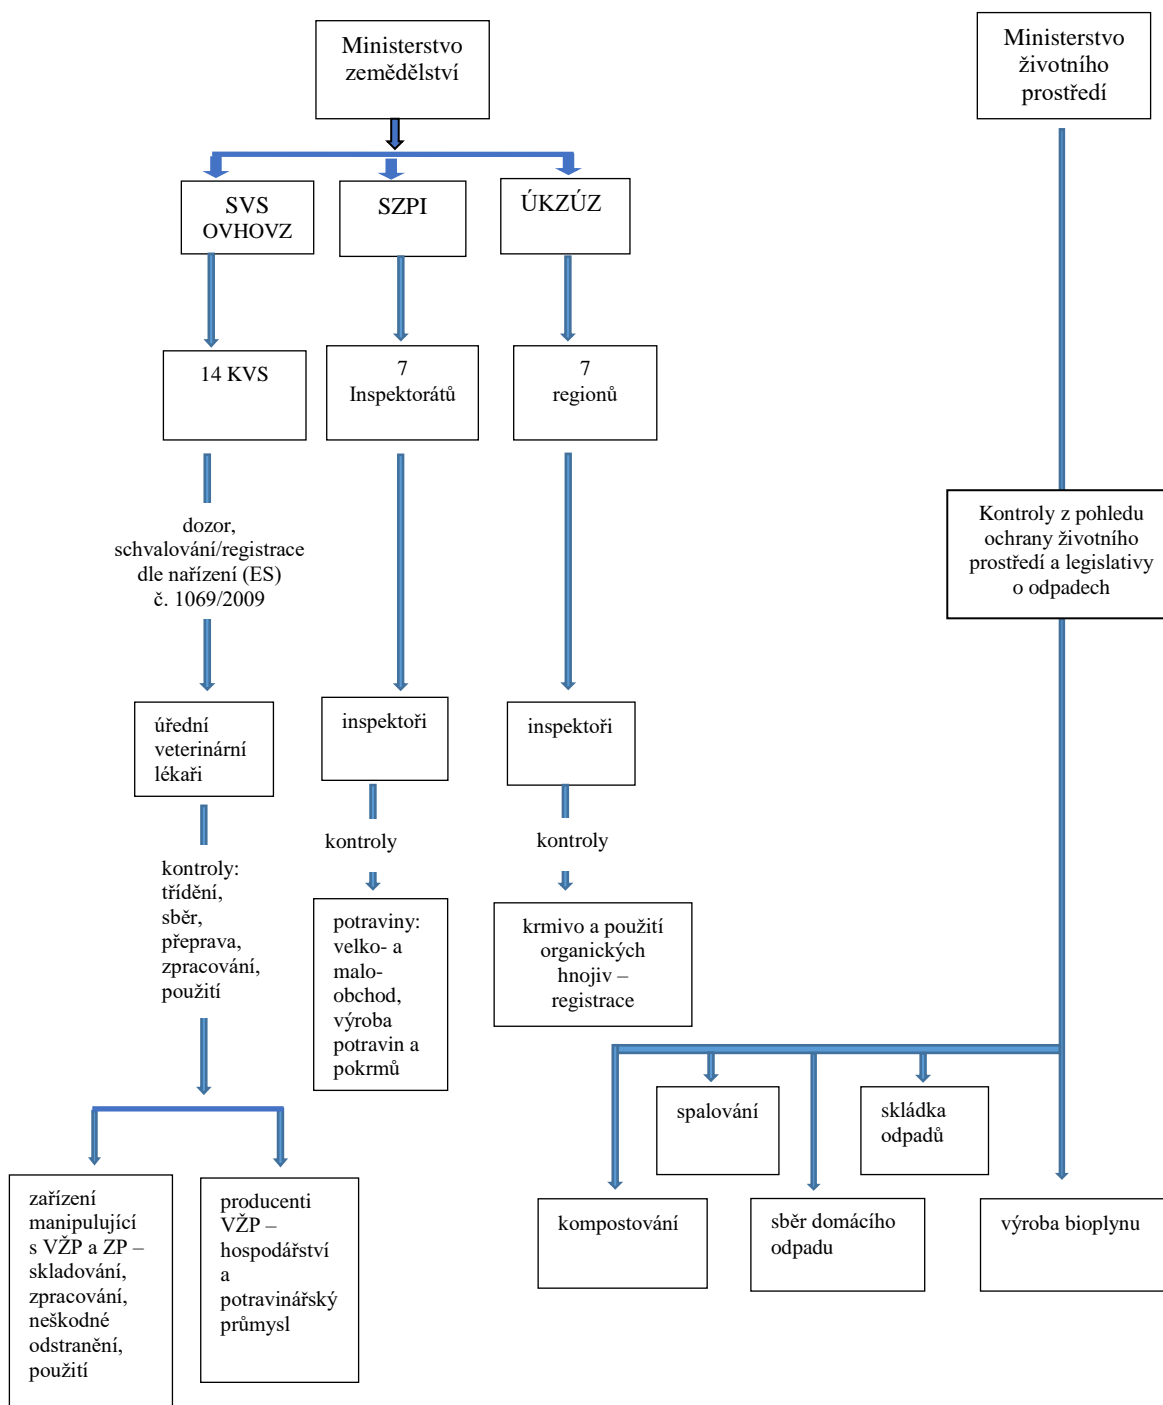 Ministerstvo
zemědělství
Ministerstvo
životního
prostředí
SVS
OVHOVZ
SZPI
ÚKZÚZ
14 KVS
7
Inspektorátů
7
regionů
dozor,
schvalování/registrace
dle nařízení (ES)
č. 1069/2009
Kontroly z pohledu
ochrany životního
prostředí a legislativy
o odpadech
úřední
veterinární
lékaři
inspektoři
inspektoři
kontroly:
třídění,
sběr,
přeprava,
zpracování,
použití
kontroly
kontroly
potraviny:
velko- a
malo-
obchod,
výroba
potravin a
pokrmů
krmivo a použití
organických
hnojiv –
registrace
spalování
skládka
odpadů
zařízení
manipulující
s VŽP a ZP –
skladování,
zpracování,
neškodné
odstranění,
použití
producenti
VŽP –
hospodářství
a
potravinářský
průmysl
kompostování
sběr domácího
odpadu
výroba bioplynu